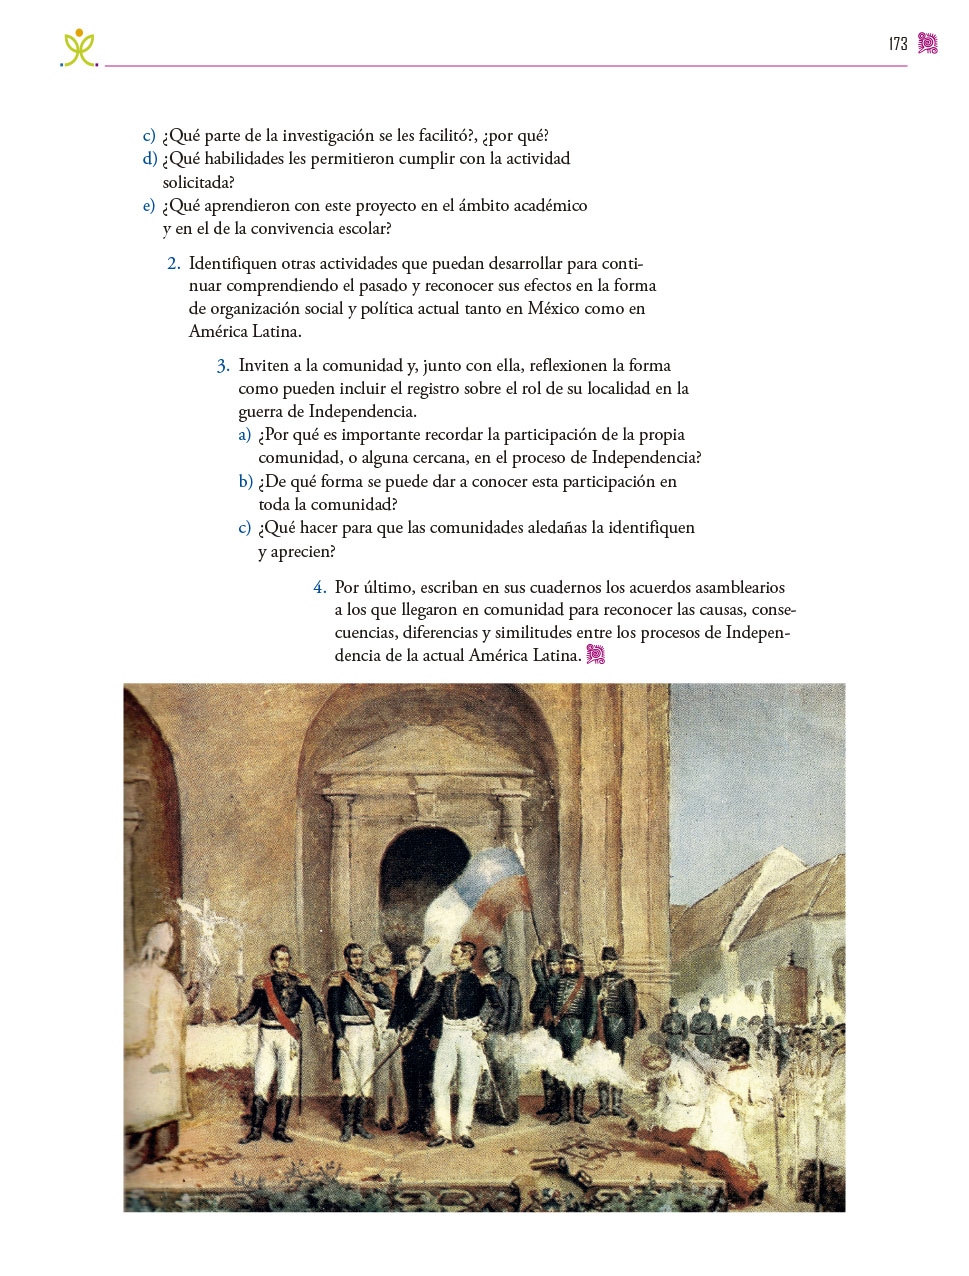 173
c) ¿Qué parte de la investigación se les facilitó?, ¿por qué?
d) ¿Qué habilidades les permitieron cumplir con la actividad
solicitada?
e) ¿Qué aprendieron con este proyecto en el ámbito académico
y en el de la convivencia escolar?
2. Identifiquen otras actividades que puedan desarrollar para conti-
nuar comprendiendo el pasado y reconocer sus efectos en la forma
de organización social y política actual tanto en México como en
América Latina.
3. Inviten a la comunidad y, junto con ella, reflexionen la forma
como pueden incluir el registro sobre el rol de su localidad en la
guerra de Independencia.
a) ¿Por qué es importante recordar la participación de la propia
comunidad, o alguna cercana, en el proceso de Independencia?
b) ¿De qué forma se puede dar a conocer esta participación en
toda la comunidad?
c) ¿Qué hacer para que las comunidades aledañas la identifiquen
y aprecien?
4. Por último, escriban en sus cuadernos los acuerdos asamblearios
a los que llegaron en comunidad para reconocer las causas, conse-
cuencias, diferencias y similitudes entre los procesos de Indepen-
dencia de la actual América Latina.